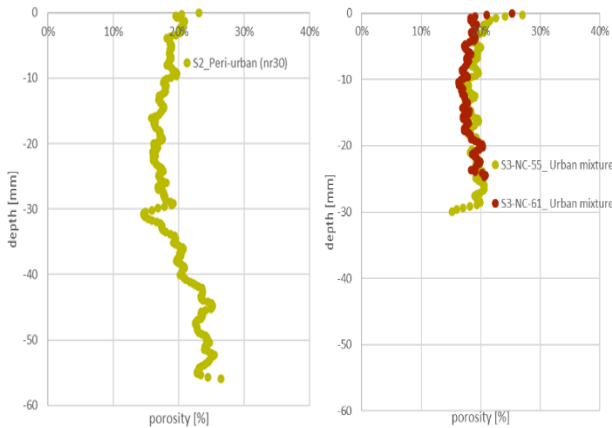 0% 10% 20% 30% 40%
0
-10
-20
-30
-40
-50
-60
depth [mm]
S2_Peri-urban (nr30)
porosity [%]
0% 10% 20% 30% 40%
0
-10
-20
-30
-40
-50
-60
depth [mm]
S3-NC-55_ Urban mixture
S3-NC-61_ Urban mixture
porosity [%]